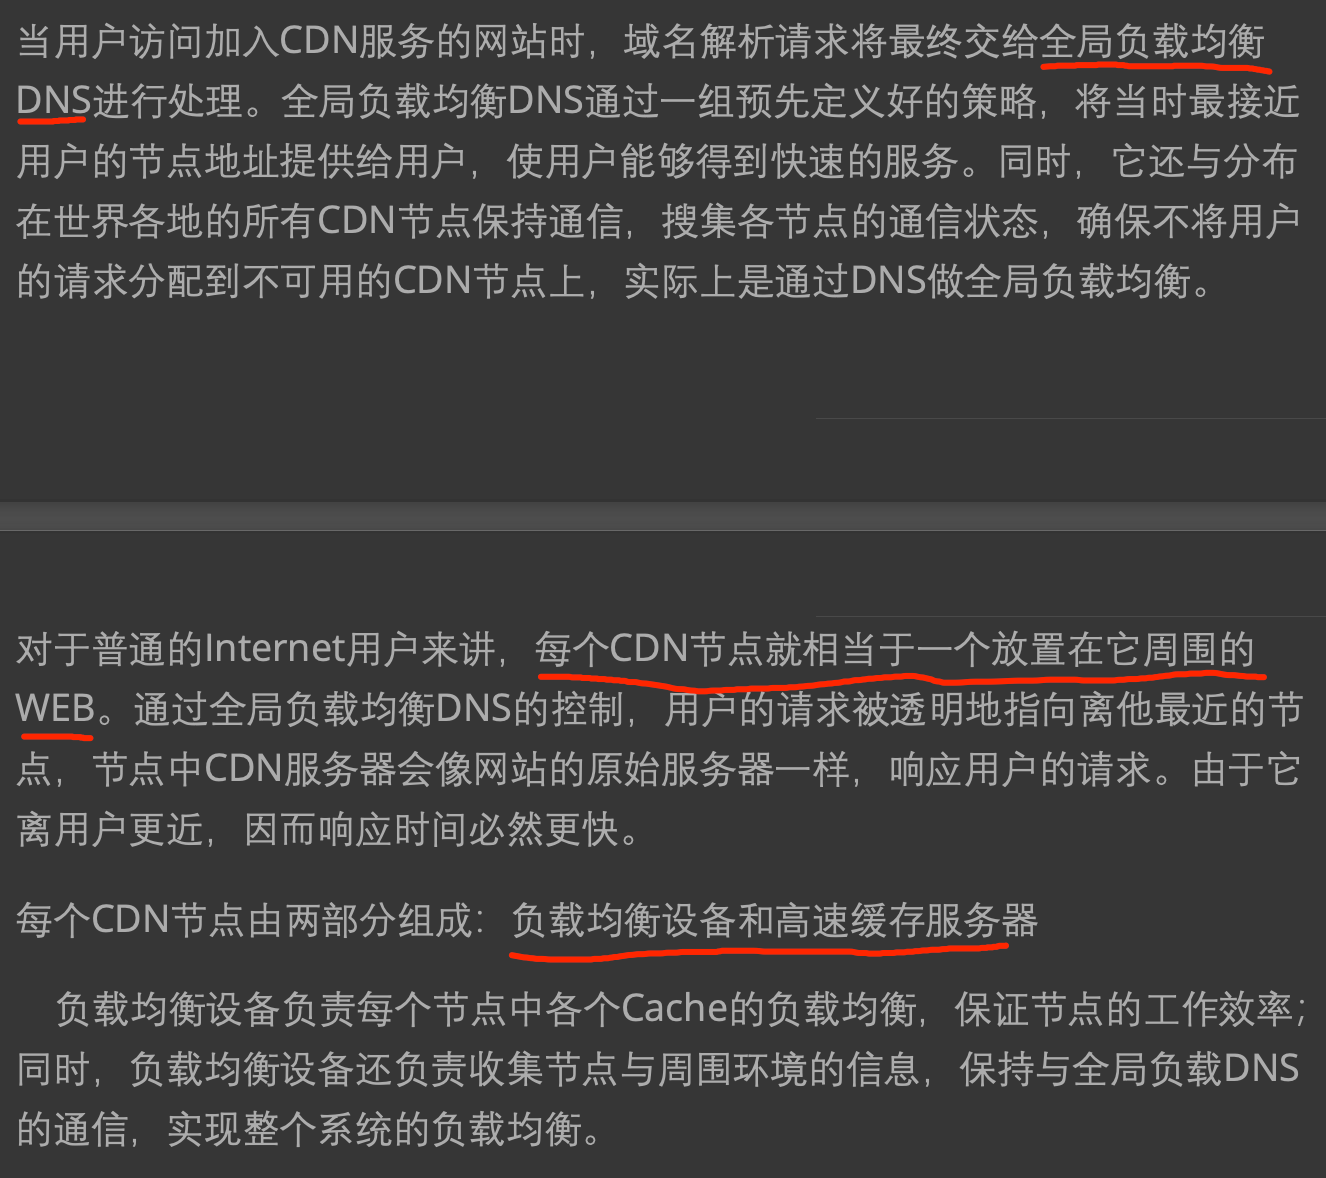 当用户访问加入CDN服务的网站时，域名解析请求将最终交给全局负载均衡
DNS进行处理。全局负载均衡DNS通过一组预先定义好的策略，将当时最接近
用户的节点地址提供给用户，使用户能够得到快速的服务。同时，它还与分布
在世界各地的所有CDN节点保持通信，搜集各节点的通信状态，确保不将用户
的请求分配到不可用的CDN节点上，实际上是通过DNS做全局负载均衡。
对于普通的Internet用户来讲，每个CDN节点就相当于一个放置在它周围的
WEB。通过全局负载均衡DNS的控制，用户的请求被透明地指向离他最近的节
点，节点中CDN服务器会像网站的原始服务器一样，响应用户的请求。由于它
离用户更近，因而响应时间必然更快。
每个CDN节点由两部分组成：负载均衡设备和高速缓存服务器
负载均衡设备负责每个节点中各个Cache的负载均衡，保证节点的工作效率；
同时，负载均衡设备还负责收集节点与周围环境的信息，保持与全局负载DNS
的通信，实现整个系统的负载均衡。